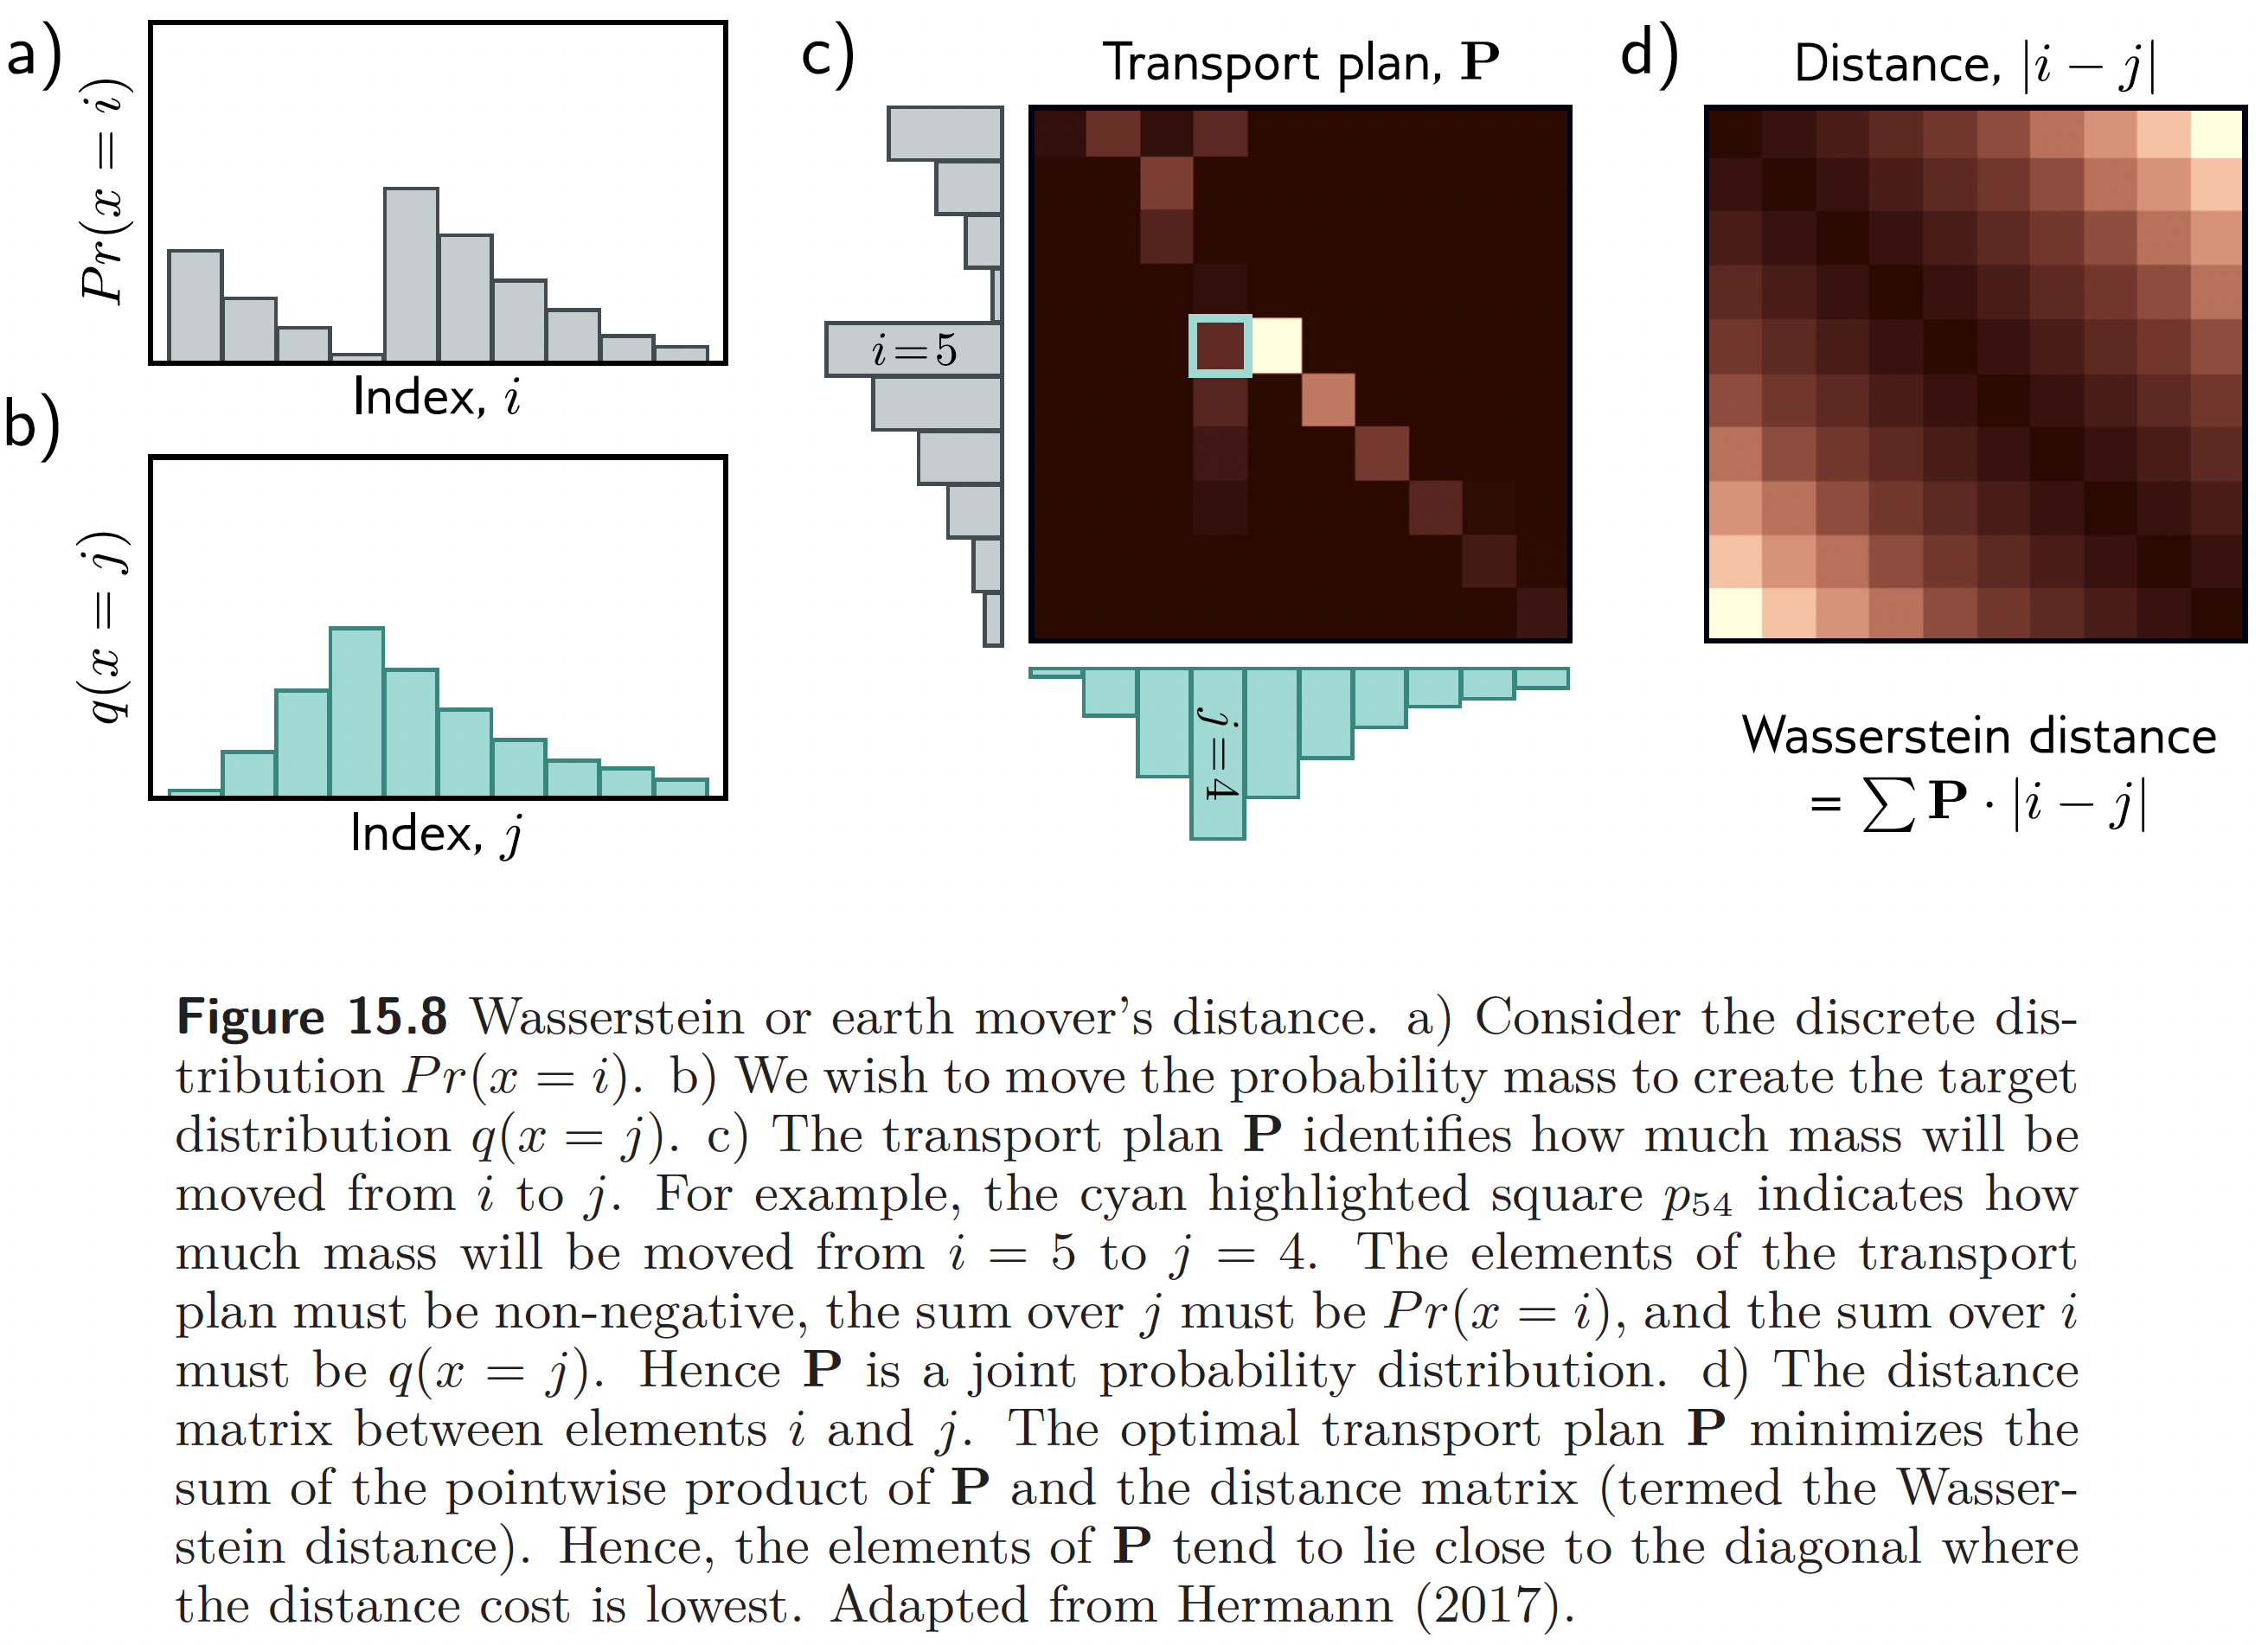 a)
Pr(x = i)
Index, i
b)
q(x = j)
Index, j
c)
Transport plan, P
i=5
j=4
d)
Distance, |i − j|
Wasserstein distance
= ∑ P · |i − j|
Figure 15.8 Wasserstein or earth mover's distance. a) Consider the discrete dis-
tribution Pr(x = i). b) We wish to move the probability mass to create the target
distribution q(x = j). c) The transport plan P identifies how much mass will be
moved from i to j. For example, the cyan highlighted square p₅₄ indicates how
much mass will be moved from i = 5 to j = 4. The elements of the transport
plan must be non-negative, the sum over j must be Pr(x = i), and the sum over i
must be q(x = j). Hence P is a joint probability distribution. d) The distance
matrix between elements i and j. The optimal transport plan P minimizes the
sum of the pointwise product of P and the distance matrix (termed the Wasser-
stein distance). Hence, the elements of P tend to lie close to the diagonal where
the distance cost is lowest. Adapted from Hermann (2017).